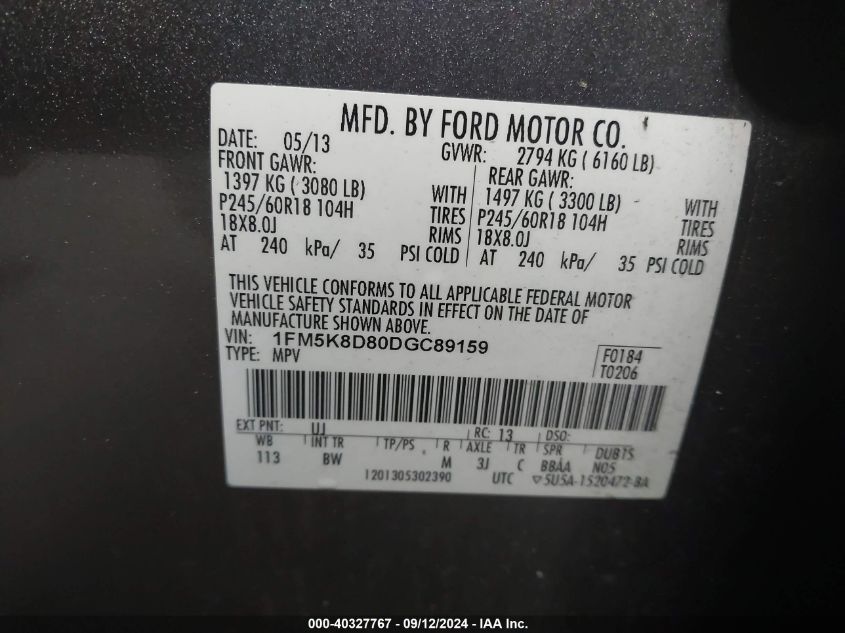 MFD. BY FORD MOTOR CO.
DATE: 05/13 GVWR: 2794 KG ( 6160 LB)
FRONT GAWR: REAR GAWR:
1397 KG ( 3080 LB) WITH 1497 KG ( 3300 LB) WITH
P245/60R18 104H TIRES P245/60R18 104H TIRES
18X8.0J RIMS 18X8.0J RIMS
AT 240 kPa/ 35 PSI COLD AT 240 kPa/ 35 PSI COLD
THIS VEHICLE CONFORMS TO ALL APPLICABLE FEDERAL MOTOR
VEHICLE SAFETY STANDARDS IN EFFECT ON THE DATE OF
MANUFACTURE SHOWN ABOVE.
VIN: 1FM5K8D80DGC89159
TYPE: MPV
F0184
T0206
EXT PNT: UJ RC: 13 DSO:
WB INT TR TP/PS R AXLE TR SPR DUBTS
113 BW M 3J C BBAA N05
1201305302390 UTC ▽5U5A-1520472-BA
000-40327767 - 09/12/2024 - IAA Inc.